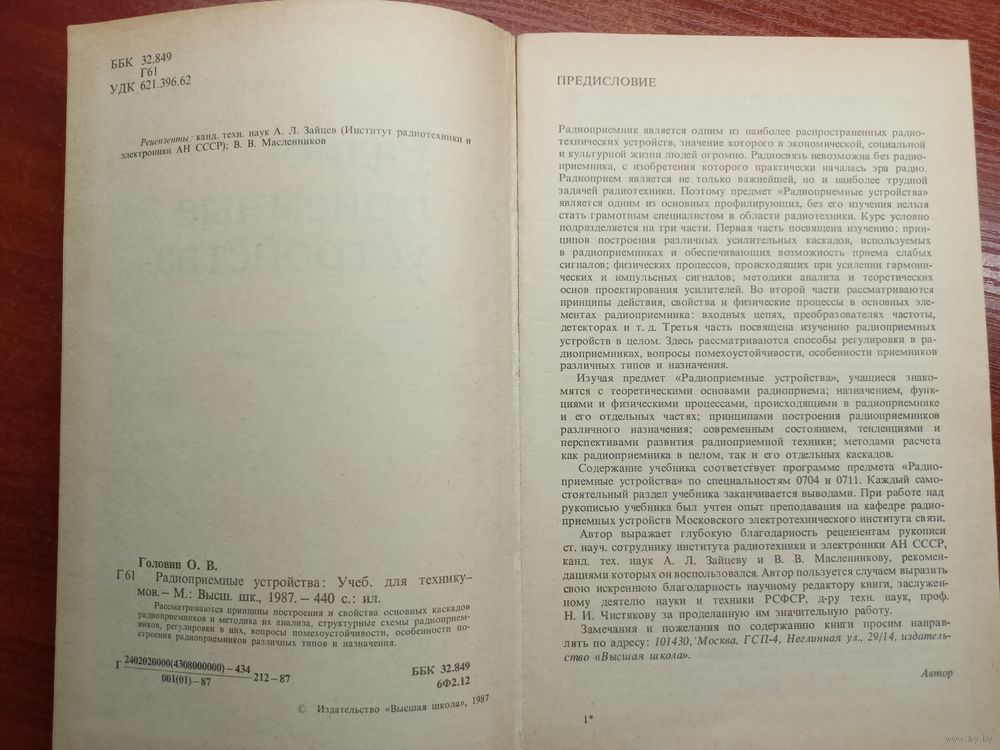 ББК 32.849
Г61
УДК 621.396.62
Рецензенты: канд. техн. наук А. Л. Зайцев (Институт радиотехники и
электроники АН СССР); В. В. Масленников
Головин О. В.
Г61 Радиоприемные устройства: Учеб. для технику-
мов. – М.: Высш. шк., 1987. – 440 с.: ил.
Рассматриваются принципы построения и свойства основных каскадов
радиоприемников и методика их анализа, структурные схемы радиоприем-
ников, регулировки в них, вопросы помехоустойчивости, особенности по-
строения радиоприемников различных типов и назначения.
Г 2402020000(4308000000) – 434
001(01) – 87
212 – 87
ББК 32.849
6Ф2.12
© Издательство «Высшая школа», 1987
ПРЕДИСЛОВИЕ
Радиоприемник является одним из наиболее распространенных радио-
технических устройств, значение которого в экономической, социальной
и культурной жизни людей огромно. Радиосвязь невозможна без радио-
приемника, с изобретения которого практически началась эра радио.
Радиоприем является не только важнейшей, но и наиболее трудной
задачей радиотехники. Поэтому предмет «Радиоприемные устройства»
является одним из основных профилирующих, без его изучения нельзя
стать грамотным специалистом в области радиотехники. Курс условно
подразделяется на три части. Первая часть посвящена изучению: прин-
ципов построения различных усилительных каскадов, используемых
в радиоприемниках и обеспечивающих возможность приема слабых
сигналов; физических процессов, происходящих при усилении гармони-
ческих и импульсных сигналов; методики анализа и теоретических
основ проектирования усилителей. Во второй части рассматриваются
принципы действия, свойства и физические процессы в основных эле-
ментах радиоприемника: входных цепях, преобразователях частоты,
детекторах и т. д. Третья часть посвящена изучению радиоприемных
устройств в целом. Здесь рассматриваются способы регулировки в ра-
диоприемниках, вопросы помехоустойчивости, особенности приемников
различных типов и назначения.
Изучая предмет «Радиоприемные устройства», учащиеся знако-
мятся с теоретическими основами радиоприема; назначением, функ-
циями и физическими процессами, происходящими в радиоприемнике
и его отдельных частях; принципами построения радиоприемников
различного назначения; современным состоянием, тенденциями и
перспективами развития радиоприемной техники; методами расчета
как радиоприемника в целом, так и его отдельных каскадов.
Содержание учебника соответствует программе предмета «Радио-
приемные устройства» по специальностям 0704 и 0711. Каждый само-
стоятельный раздел учебника заканчивается выводами. При работе над
рукописью учебника был учтен опыт преподавания на кафедре радио-
приемных устройств Московского электротехнического института связи.
Автор выражает глубокую благодарность рецензентам рукописи
ст. науч. сотруднику института радиотехники и электроники АН СССР,
канд. техн. наук А. Л. Зайцеву и В. В. Масленникову, рекомен-
дациями которых он воспользовался. Автор пользуется случаем выразить
свою искреннюю благодарность научному редактору книги, заслужен-
ному деятелю науки и техники РСФСР, д-ру техн. наук, проф.
Н. И. Чистякову за проделанную им значительную работу.
Замечания и пожелания по содержанию книги просим направ-
лять по адресу: 101430, Москва, ГСП-4, Неглинная ул., 29/14, издатель-
ство «Высшая школа».
Автор
1*
www.ay.by